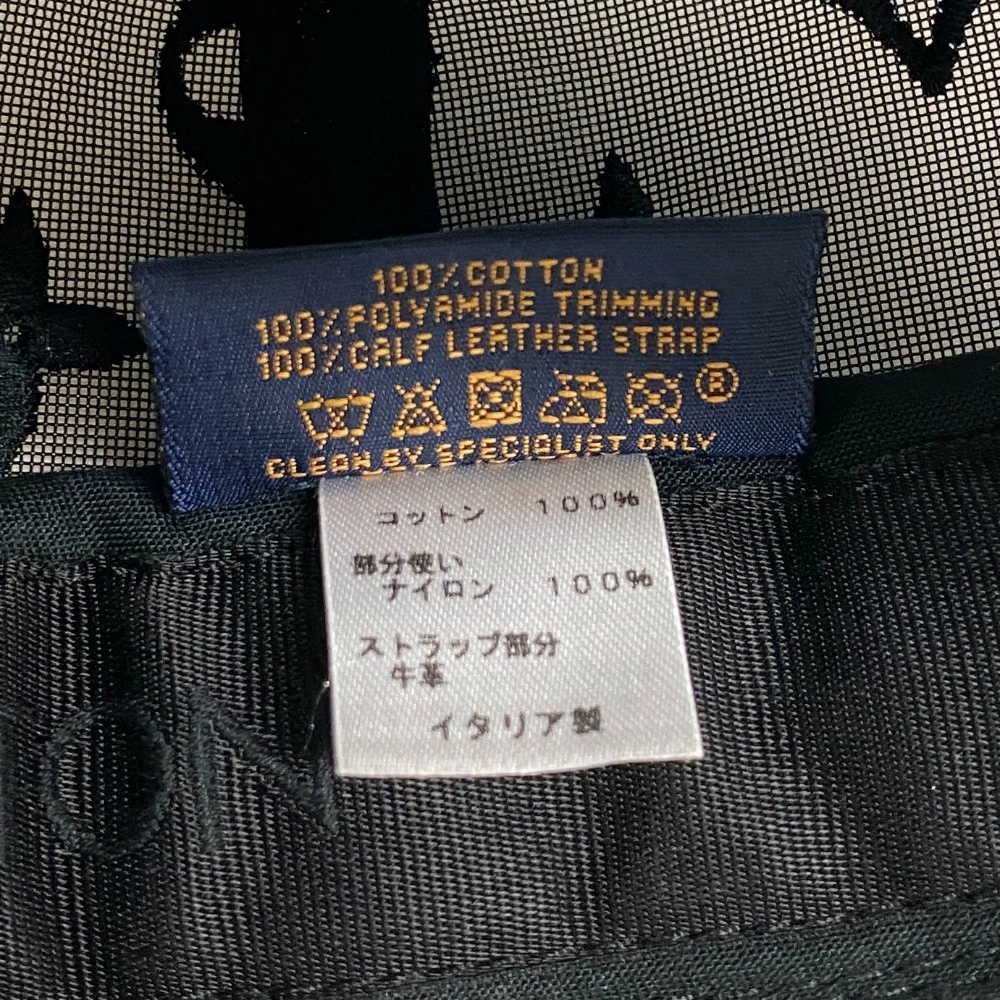 100% COTTON
100% POLYAMIDE TRIMMING
100% CALF LEATHER STRAP
®
CLEAN BY SPECIALIST ONLY
コットン 100%
部分使い
ナイロン 100%
ストラップ部分
牛革
イタリア製
ON